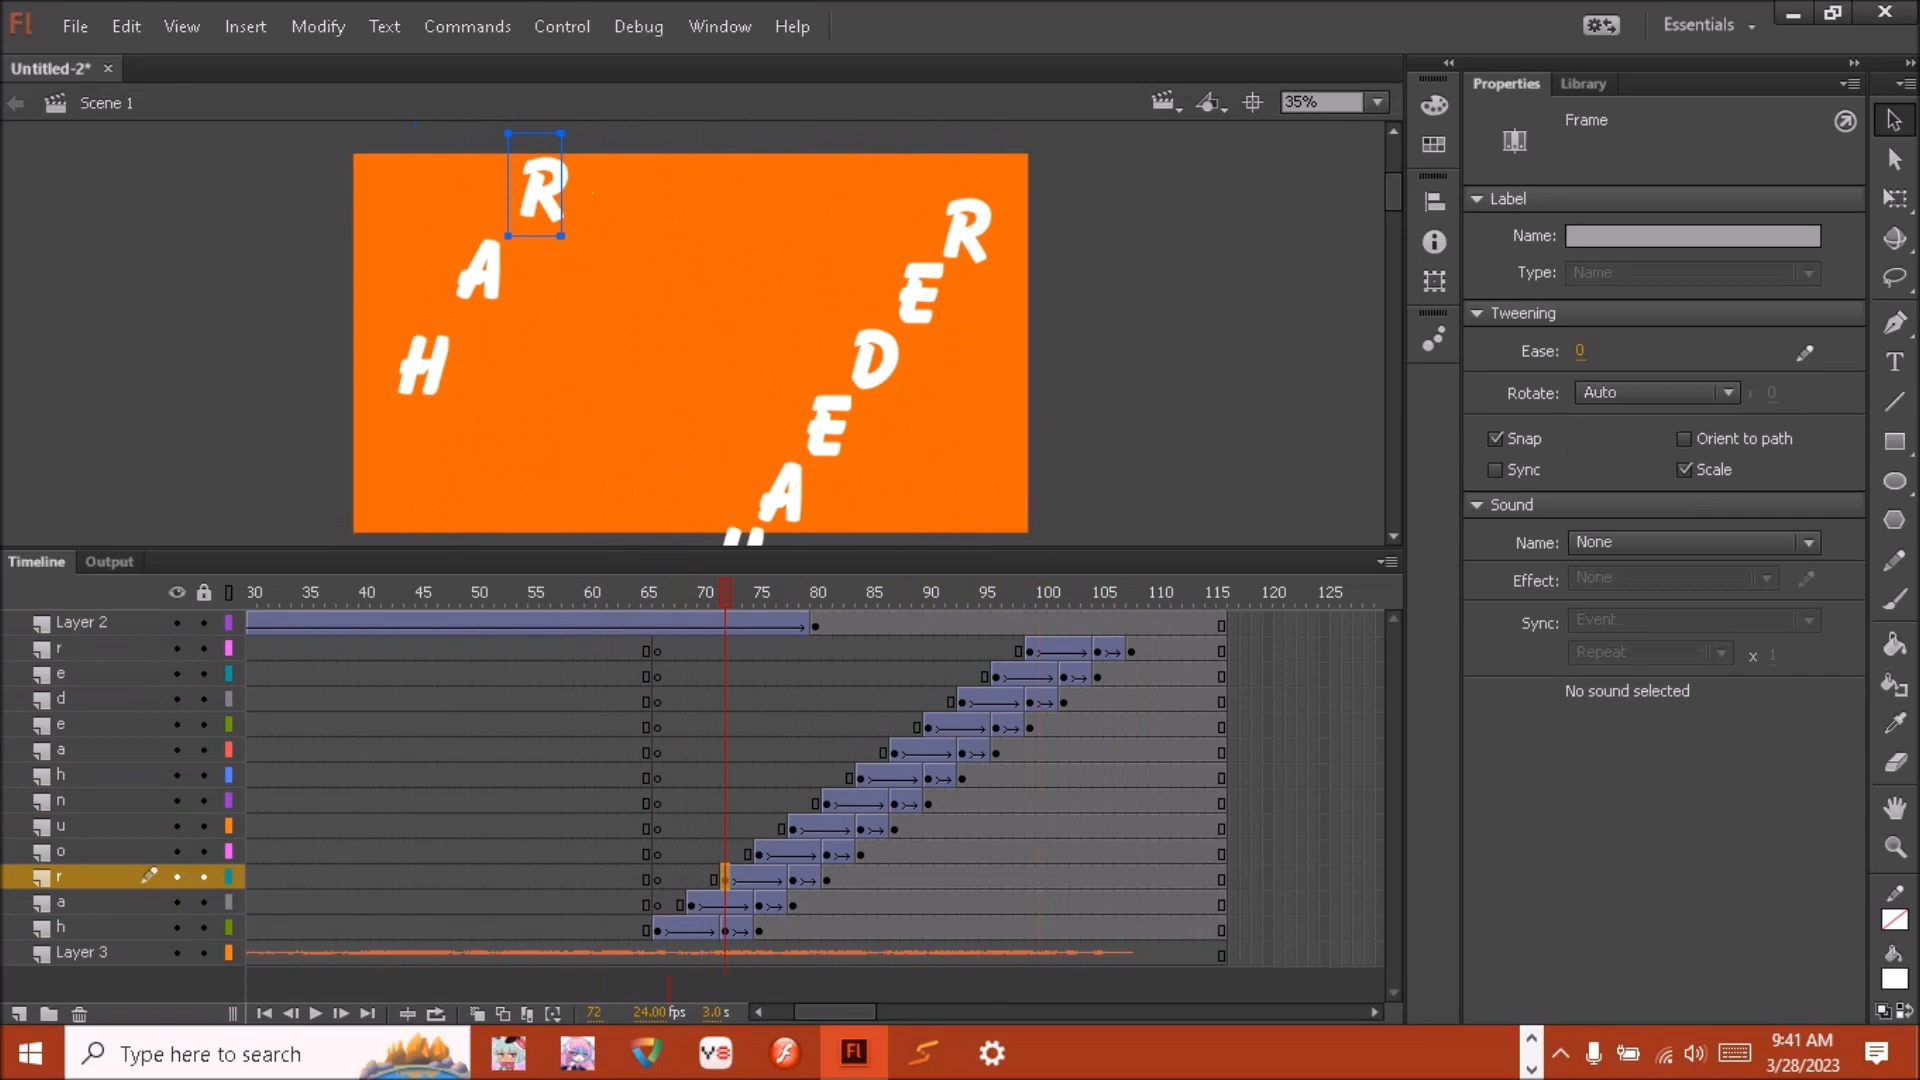 Fl File Edit View Insert Modify Text Commands Control Debug Window Help Essentials
Untitled-2*
Scene 1
35%
R
A
H
R
E
D
E
A
Properties Library
Frame
Label
Name:
Type: Name
Tweening
Ease: 0
Rotate: Auto x 0
Snap Orient to path
Sync Scale
Sound
Name: None
Effect: None
Sync: Event
Repeat x 1
No sound selected
T
Timeline Output
30 35 40 45 50 55 60 65 70 75 80 85 90 95 100 105 110 115 120 125
Layer 2
r
e
d
e
a
h
n
u
o
r
a
h
Layer 3
72 24.00 fps 3.0 s
Type here to search
Y8
Fl
9:41 AM
3/28/2023